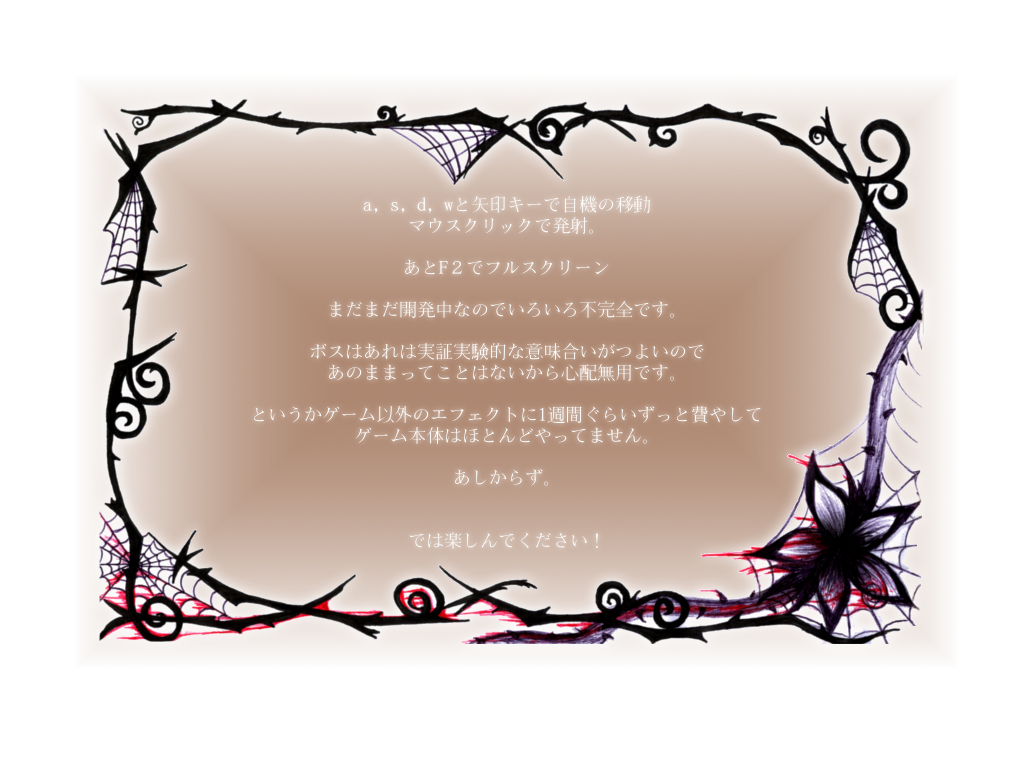 a, s, d, wと矢印キーで自機の移動
マウスクリックで発射。
あとF２でフルスクリーン
まだまだ開発中なのでいろいろ不完全です。
ボスはあれは実証実験的な意味合いがつよいので
あのままってことはないから心配無用です。
というかゲーム以外のエフェクトに1週間ぐらいずっと費やして
ゲーム本体はほとんどやってません。
あしからず。
では楽しんでください！